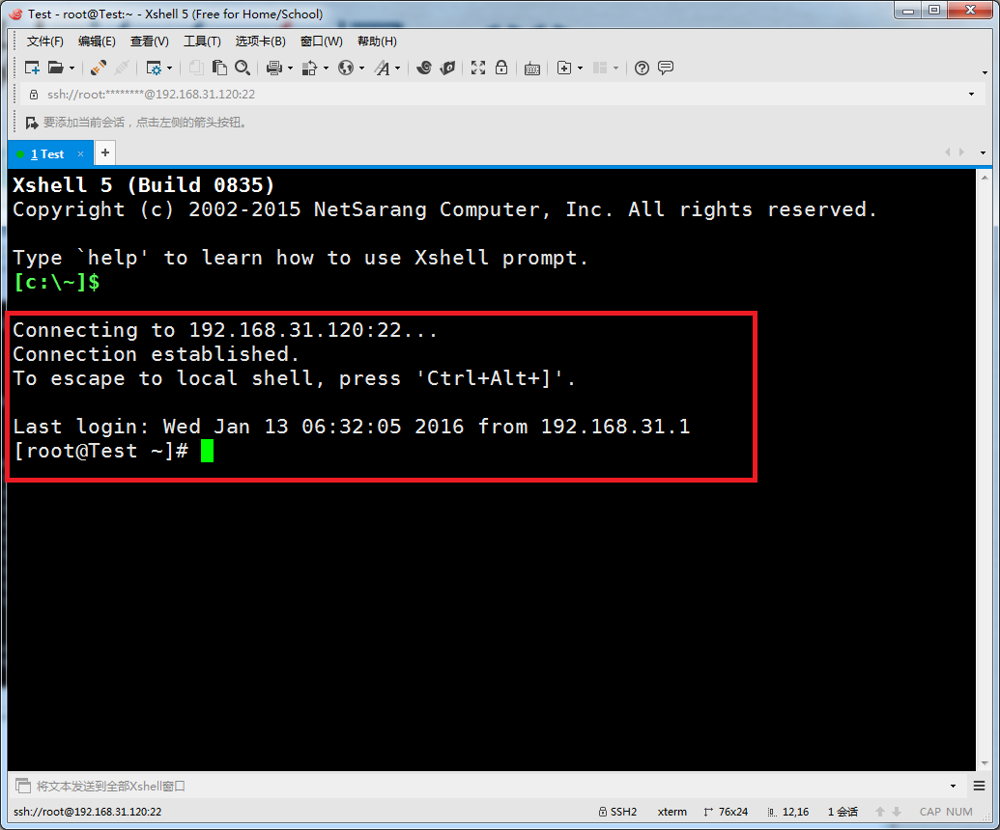 Test - root@Test:~ - Xshell 5 (Free for Home/School)
文件(F) 编辑(E) 查看(V) 工具(T) 选项卡(B) 窗口(W) 帮助(H)
ssh://root:********@192.168.31.120:22
要添加当前会话，点击左侧的箭头按钮。
1 Test × +
Xshell 5 (Build 0835)
Copyright (c) 2002-2015 NetSarang Computer, Inc. All rights reserved.
Type `help' to learn how to use Xshell prompt.
[c:\~]$
Connecting to 192.168.31.120:22...
Connection established.
To escape to local shell, press 'Ctrl+Alt+]'.
Last login: Wed Jan 13 06:32:05 2016 from 192.168.31.1
[root@Test ~]#
将文本发送到全部Xshell窗口
ssh://root@192.168.31.120:22 SSH2 xterm 76x24 12,16 1 会话 CAP NUM